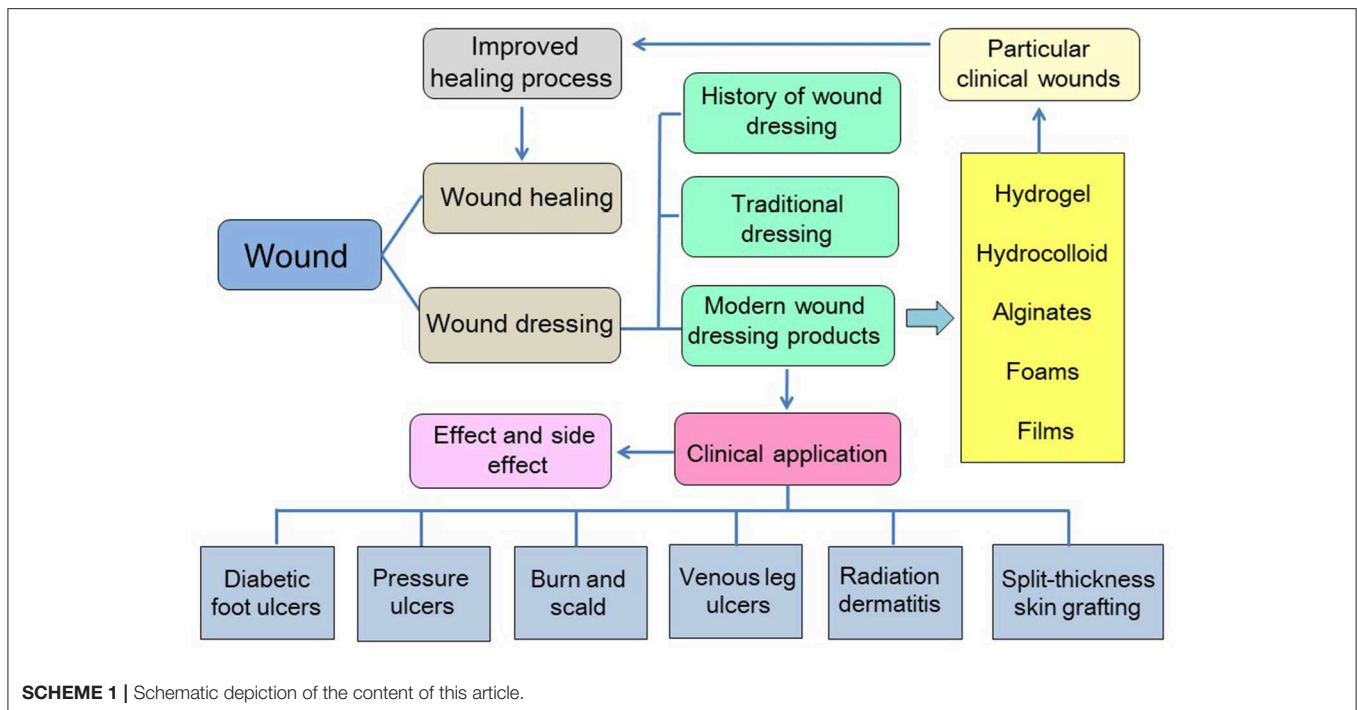 Improved
healing process
Particular
clinical wounds
History of wound
dressing
Wound healing
Traditional
dressing
Wound
Wound dressing
Modern wound
dressing products
Hydrogel
Hydrocolloid
Alginates
Foams
Films
Effect and side
effect
Clinical application
Diabetic
foot ulcers
Pressure
ulcers
Burn and
scald
Venous leg
ulcers
Radiation
dermatitis
Split-thickness
skin grafting
SCHEME 1 | Schematic depiction of the content of this article.